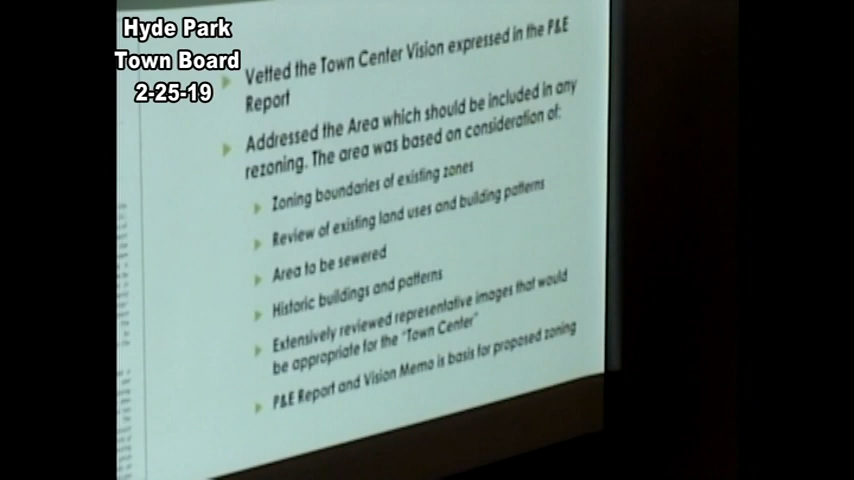 Hyde Park
Town Board
2-25-19
Vetted the Town Center Vision expressed in the P&E
Report
Addressed the Area which should be included in any
rezoning. The area was based on consideration of:
Zoning boundaries of existing zones
Review of existing land uses and building patterns
Area to be sewered
Historic buildings and patterns
Extensively reviewed representative images that would
be appropriate for the "Town Center"
P&E Report and Vision Memo is basis for proposed zoning